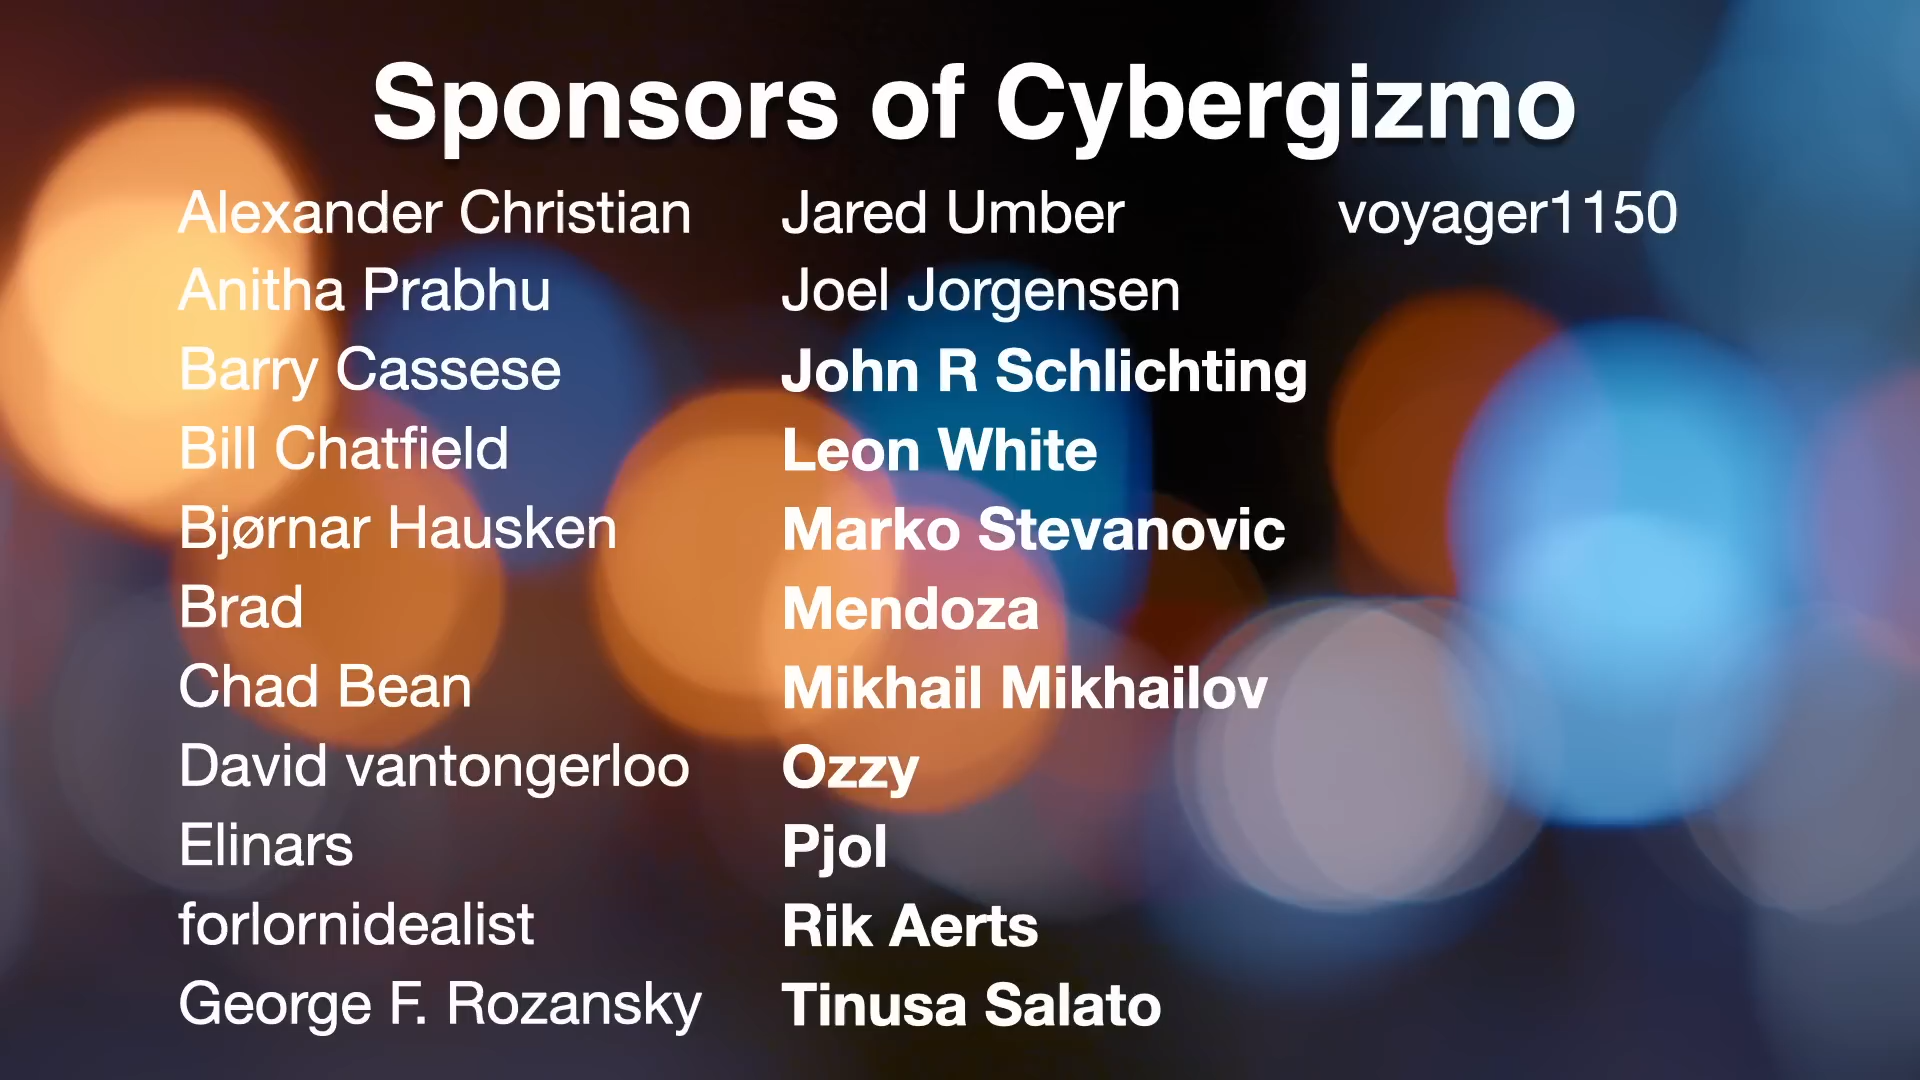 Sponsors of Cybergizmo
Alexander Christian
Anitha Prabhu
Barry Cassese
Bill Chatfield
Bjørnar Hausken
Brad
Chad Bean
David vantongerloo
Elinars
forlornidealist
George F. Rozansky
Jared Umber
Joel Jorgensen
John R Schlichting
Leon White
Marko Stevanovic
Mendoza
Mikhail Mikhailov
Ozzy
Pjol
Rik Aerts
Tinusa Salato
voyager1150